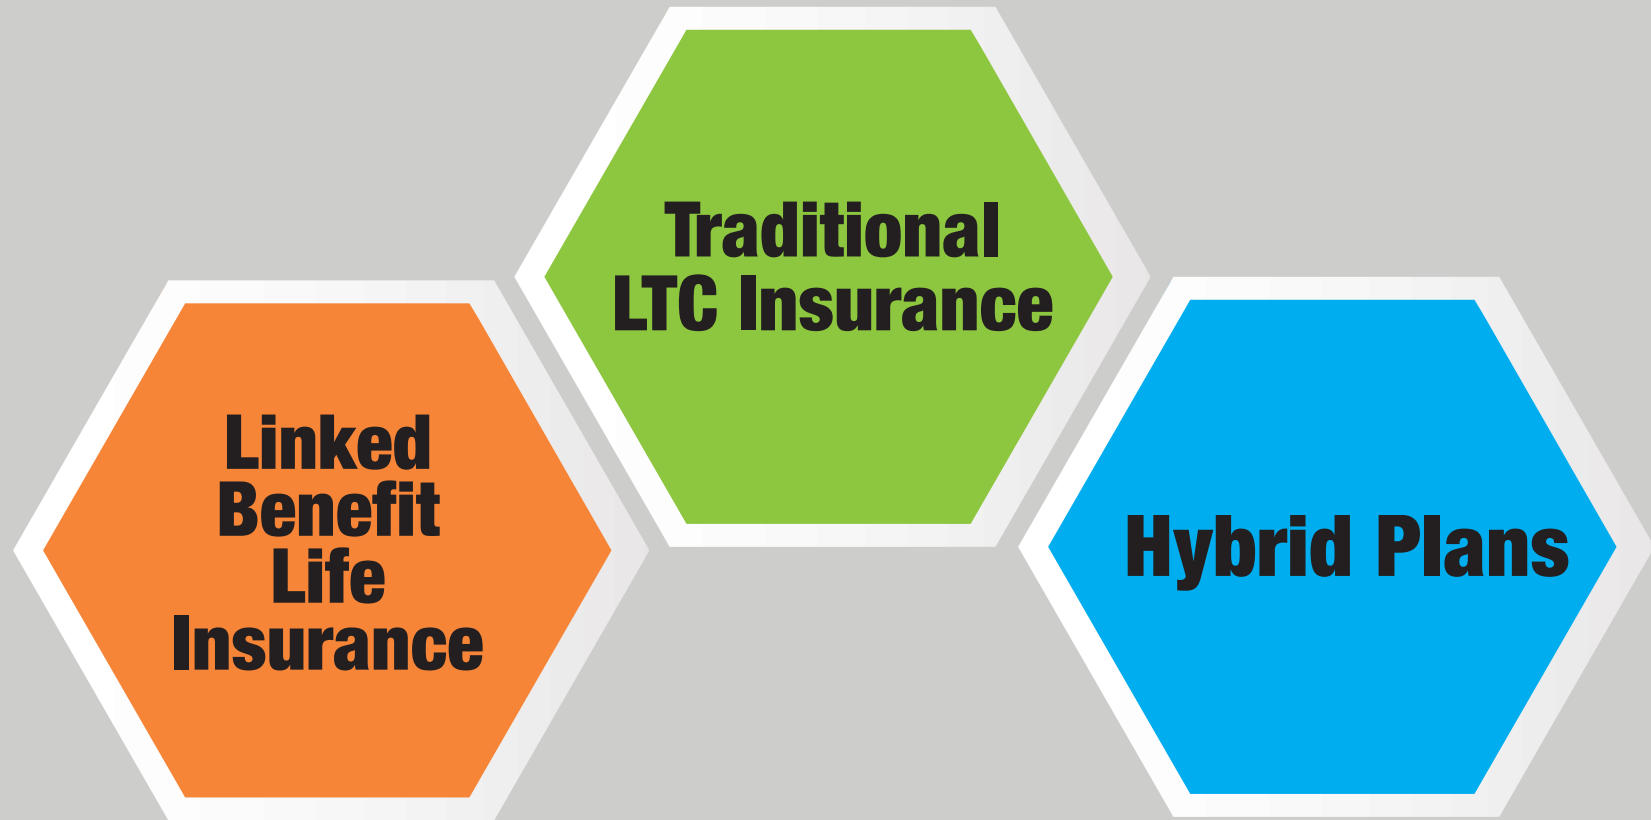 Traditional
LTC Insurance
Linked
Benefit
Life
Insurance
Hybrid Plans